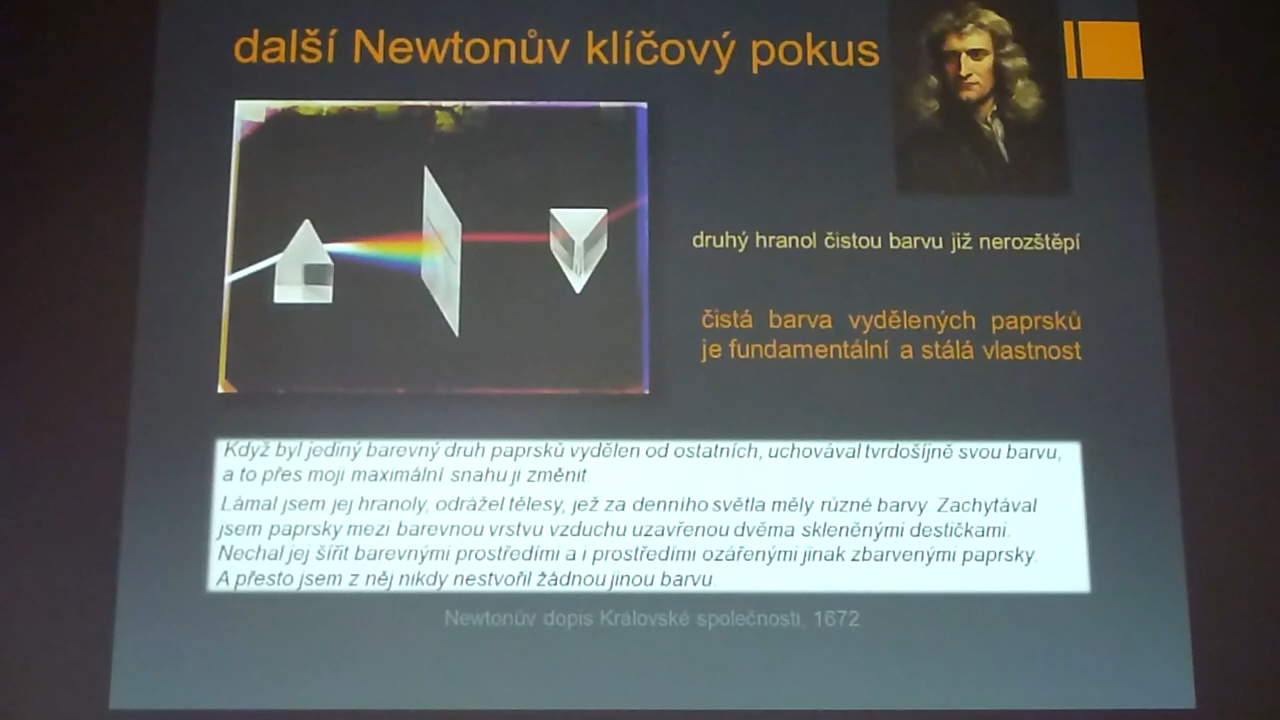 další Newtonův klíčový pokus
druhý hranol čistou barvu již nerozštěpí
čistá barva vydělených paprsků
je fundamentální a stálá vlastnost
Když byl jediný barevný druh paprsků vydělen od ostatních, uchovával tvrdošíjně svou barvu,
a to přes moji maximální snahu ji změnit.
Lámal jsem jej hranoly, odrážel tělesy, jež za denního světla měly různé barvy. Zachytával
jsem paprsky mezi barevnou vrstvu vzduchu uzavřenou dvěma skleněnými destičkami.
Nechal jej šířit barevnými prostředími a i prostředími ozářenými jinak zbarvenými paprsky.
A přesto jsem z něj nikdy nestvořil žádnou jinou barvu.
Newtonův dopis Královské společnosti, 1672